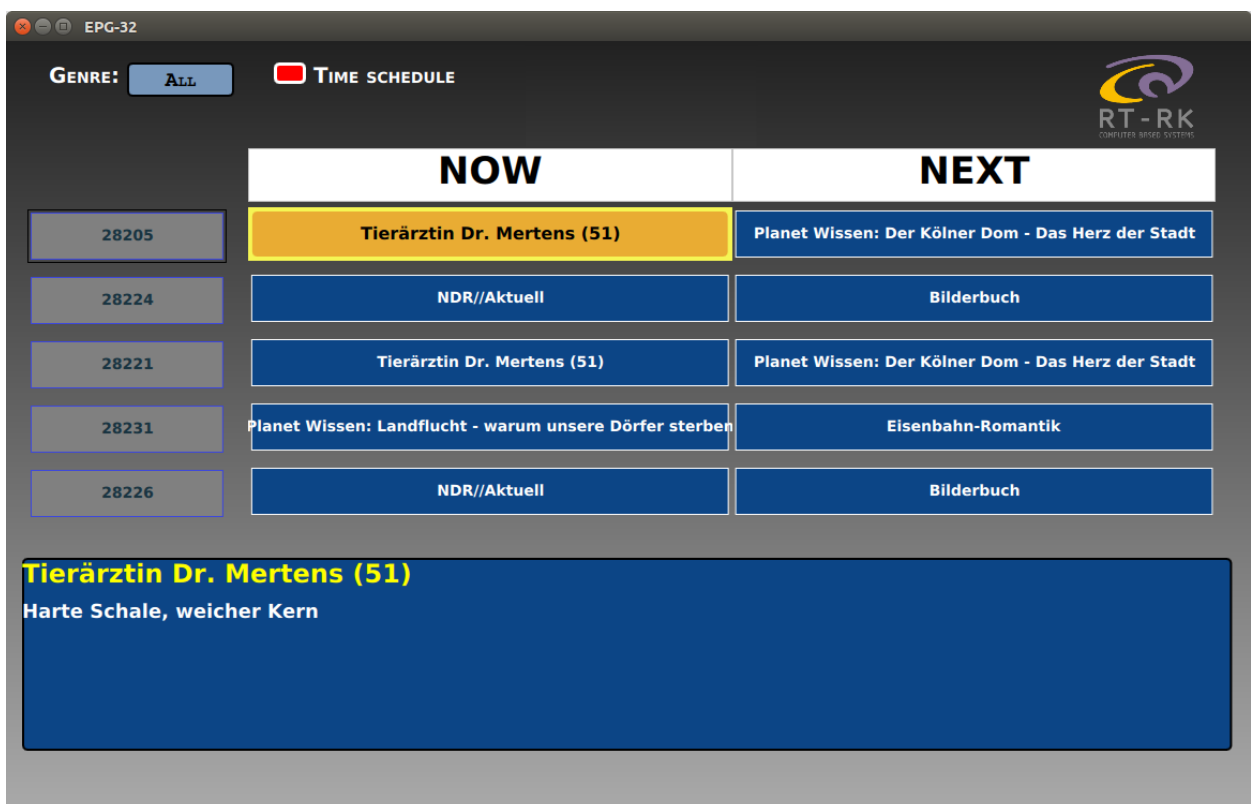 EPG-32
GENRE: ALL TIME SCHEDULE
RT-RK
COMPUTER BASED SYSTEMS
NOW NEXT
28205 Tierärztin Dr. Mertens (51) Planet Wissen: Der Kölner Dom - Das Herz der Stadt
28224 NDR//Aktuell Bilderbuch
28221 Tierärztin Dr. Mertens (51) Planet Wissen: Der Kölner Dom - Das Herz der Stadt
28231 Planet Wissen: Landflucht - warum unsere Dörfer sterben Eisenbahn-Romantik
28226 NDR//Aktuell Bilderbuch
Tierärztin Dr. Mertens (51)
Harte Schale, weicher Kern